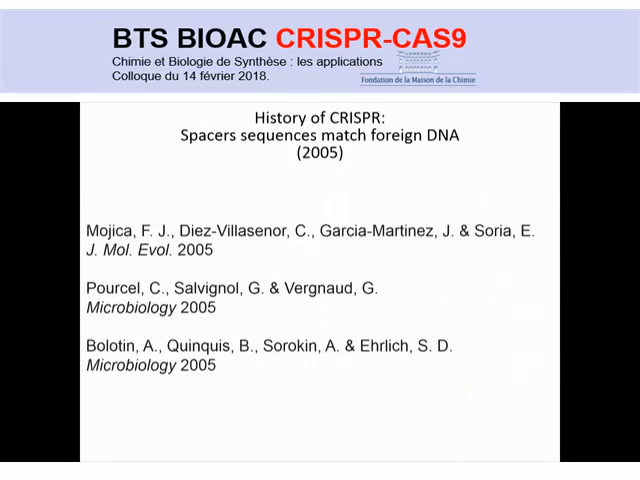 BTS BIOAC CRISPR-CAS9
Chimie et Biologie de Synthèse : les applications
Colloque du 14 février 2018.
Fondation de la Maison de la Chimie
History of CRISPR:
Spacers sequences match foreign DNA
(2005)
Mojica, F. J., Diez-Villasenor, C., Garcia-Martinez, J. & Soria, E.
J. Mol. Evol. 2005
Pourcel, C., Salvignol, G. & Vergnaud, G.
Microbiology 2005
Bolotin, A., Quinquis, B., Sorokin, A. & Ehrlich, S. D.
Microbiology 2005